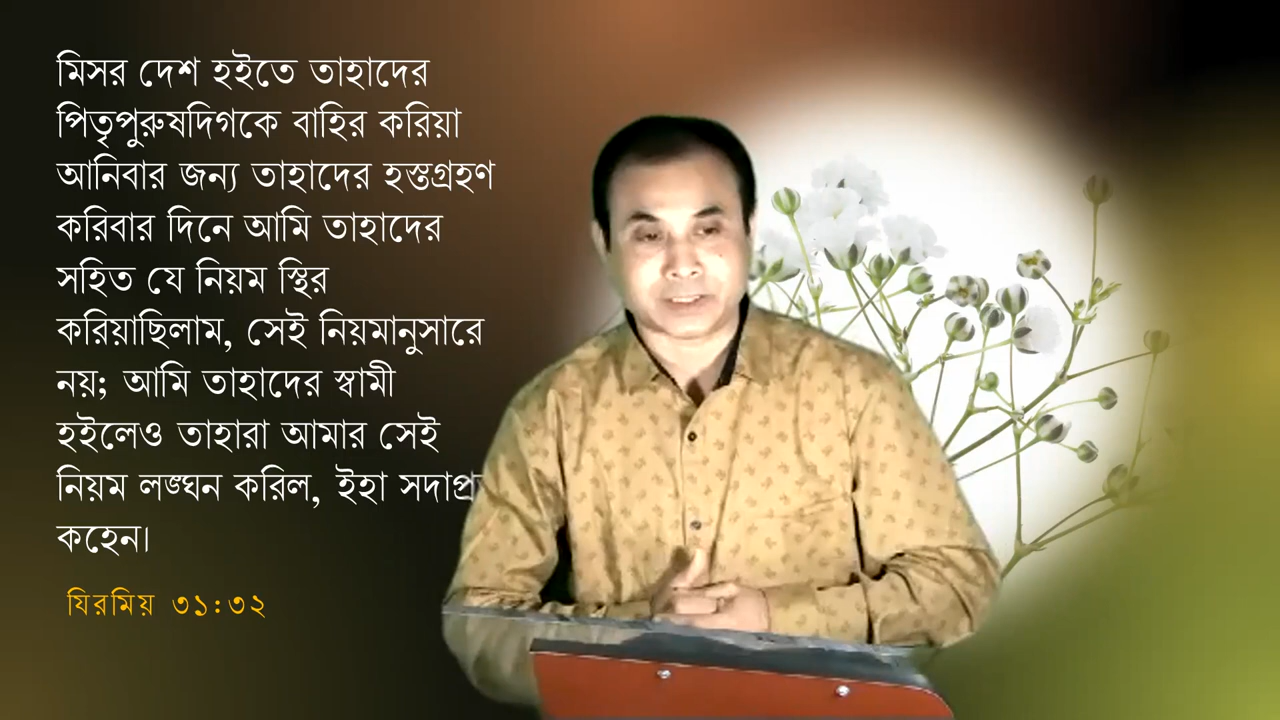 মিসর দেশ হইতে তাহাদের
পিতৃপুরুষদিগকে বাহির করিয়া
আনিবার জন্য তাহাদের হস্তগ্রহণ
করিবার দিনে আমি তাহাদের
সহিত যে নিয়ম স্থির
করিয়াছিলাম, সেই নিয়মানুসারে
নয়; আমি তাহাদের স্বামী
হইলেও তাহারা আমার সেই
নিয়ম লঙ্ঘন করিল, ইহা
কহেন।
যিরমিয় ৩১:৩২